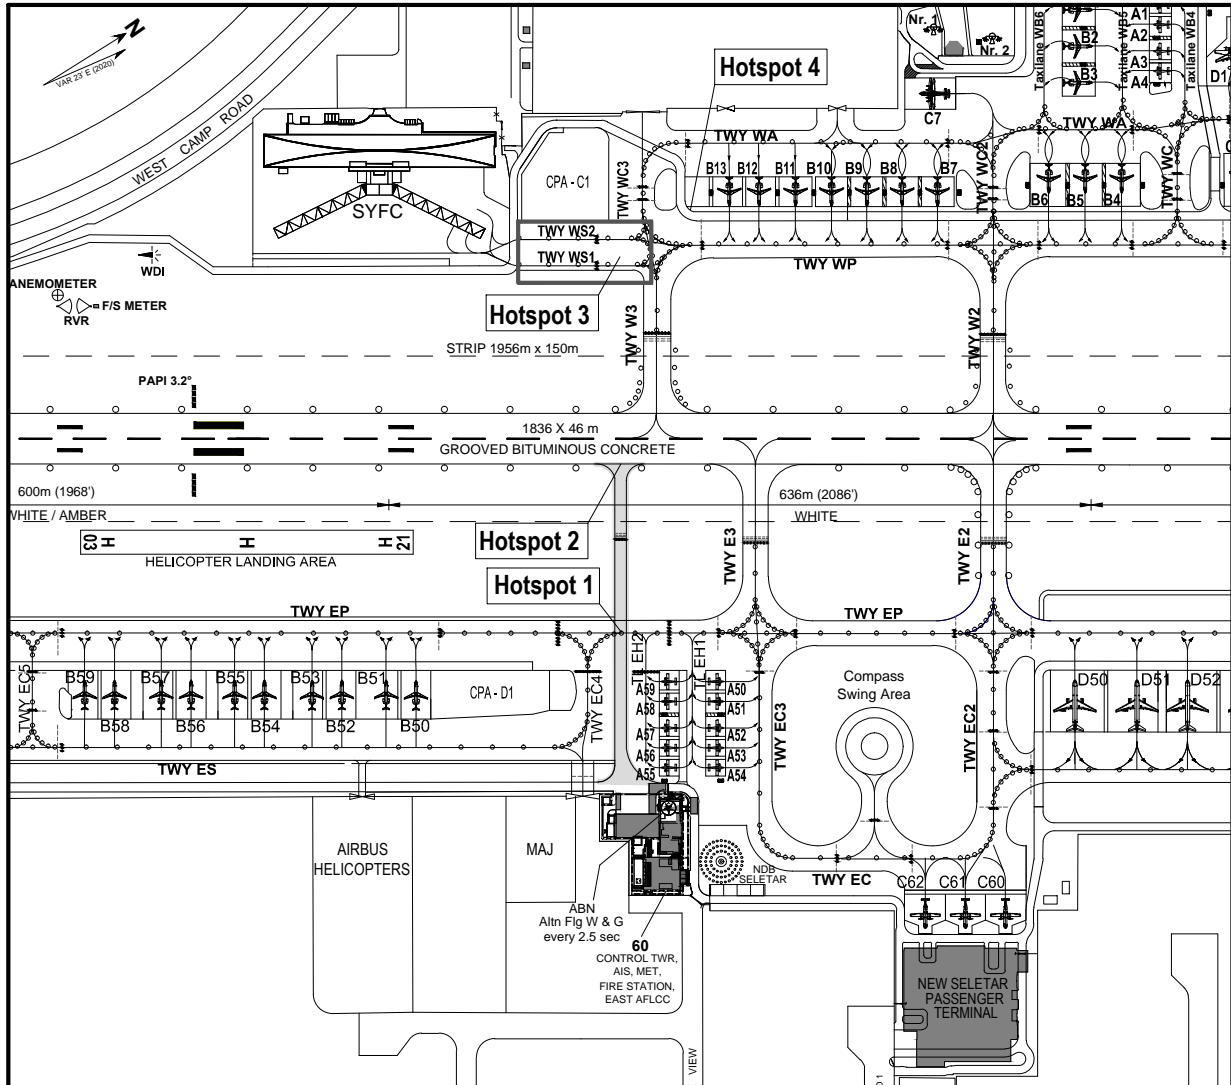 N
VAR 23' E (2020)
WEST CAMP ROAD
SYFC
WDI
ANEMOMETER
F/S METER
RVR
Nr. 1
Nr. 2
C7
Taxilane WB6
Taxilane WB5
Taxilane WB4
B2
B3
A1
A2
A3
A4
D1
Hotspot 4
TWY WA
TWY WA
CPA - C1
TWY WC3
B13
B12
B11
B10
B9
B8
B7
TWY WC2
B6
B5
B4
TWY WC
TWY WS2
TWY WS1
TWY WP
Hotspot 3
TWY W3
TWY W2
STRIP 1956m x 150m
PAPI 3.2°
1836 X 46 m
GROOVED BITUMINOUS CONCRETE
600m (1968')
WHITE / AMBER
636m (2086')
WHITE
03
H
H
H
21
HELICOPTER LANDING AREA
Hotspot 2
Hotspot 1
TWY E3
TWY E2
TWY EP
TWY EP
TWY EC5
B59
B57
B55
B53
B51
B58
B56
B54
B52
B50
CPA - D1
TWY EC4
EH2
EH1
A59
A58
A57
A56
A55
A50
A51
A52
A53
A54
TWY EC3
Compass
Swing Area
TWY EC2
D50
D51
D52
TWY ES
AIRBUS
HELICOPTERS
MAJ
ABN
Altn Flg W & G
every 2.5 sec
60
CONTROL TWR,
AIS, MET,
FIRE STATION,
EAST AFLCC
NDB
SELETAR
TWY EC
C62
C61
C60
NEW SELETAR
PASSENGER
TERMINAL
VIEW